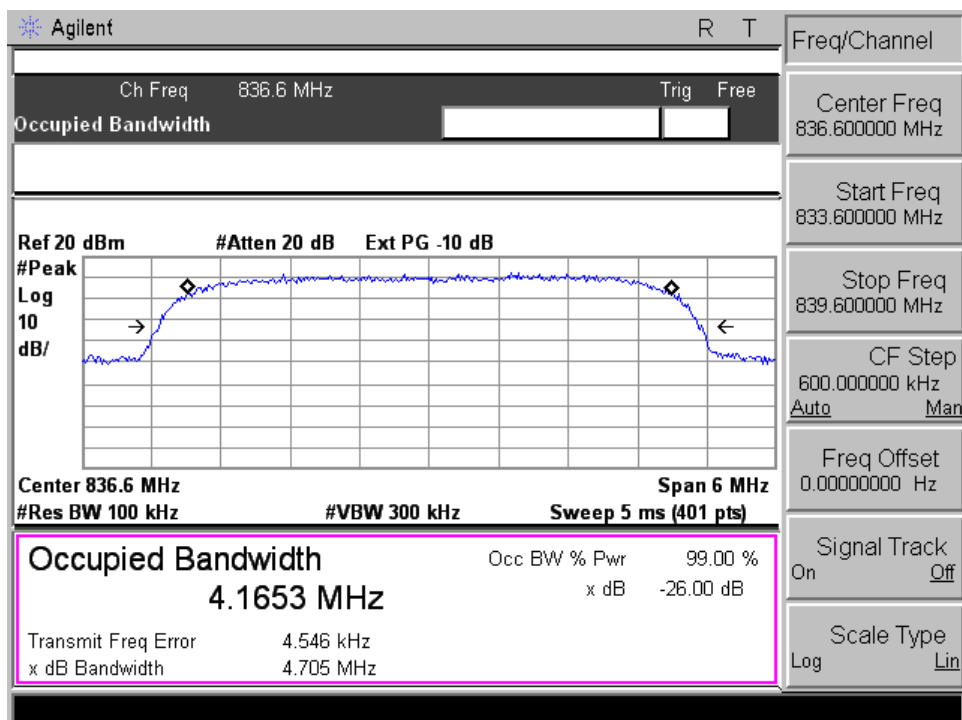 Agilent R T
Ch Freq 836.6 MHz Trig Free
Occupied Bandwidth
Ref 20 dBm #Atten 20 dB Ext PG -10 dB
#Peak
Log
10
dB/
Center 836.6 MHz Span 6 MHz
#Res BW 100 kHz #VBW 300 kHz Sweep 5 ms (401 pts)
Occupied Bandwidth Occ BW % Pwr 99.00 %
4.1653 MHz x dB -26.00 dB
Transmit Freq Error 4.546 kHz
x dB Bandwidth 4.705 MHz
Freq/Channel
Center Freq
836.600000 MHz
Start Freq
833.600000 MHz
Stop Freq
839.600000 MHz
CF Step
600.000000 kHz
Auto Man
Freq Offset
0.00000000 Hz
Signal Track
On Off
Scale Type
Log Lin